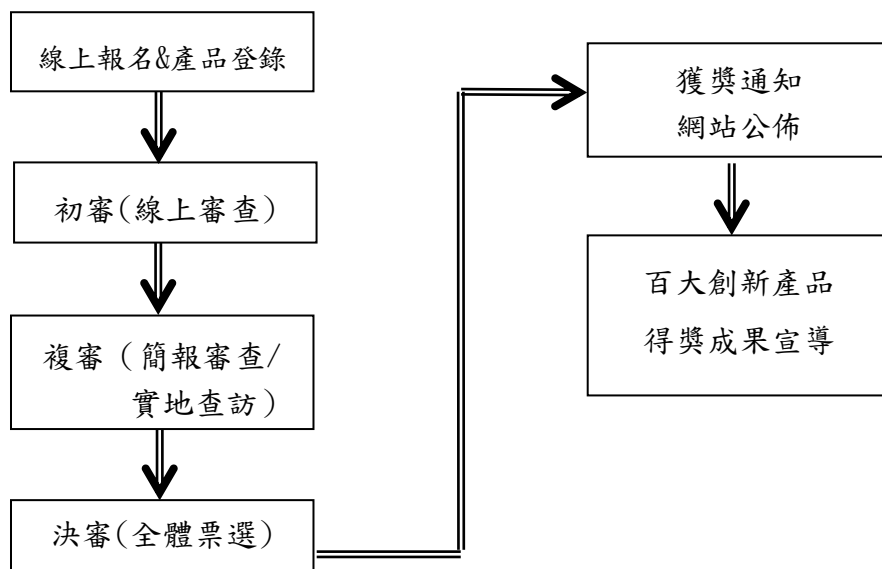 線上報名&產品登錄
初審(線上審查)
複審（簡報審查/
實地查訪）
決審(全體票選)
獲獎通知
網站公佈
百大創新產品
得獎成果宣導